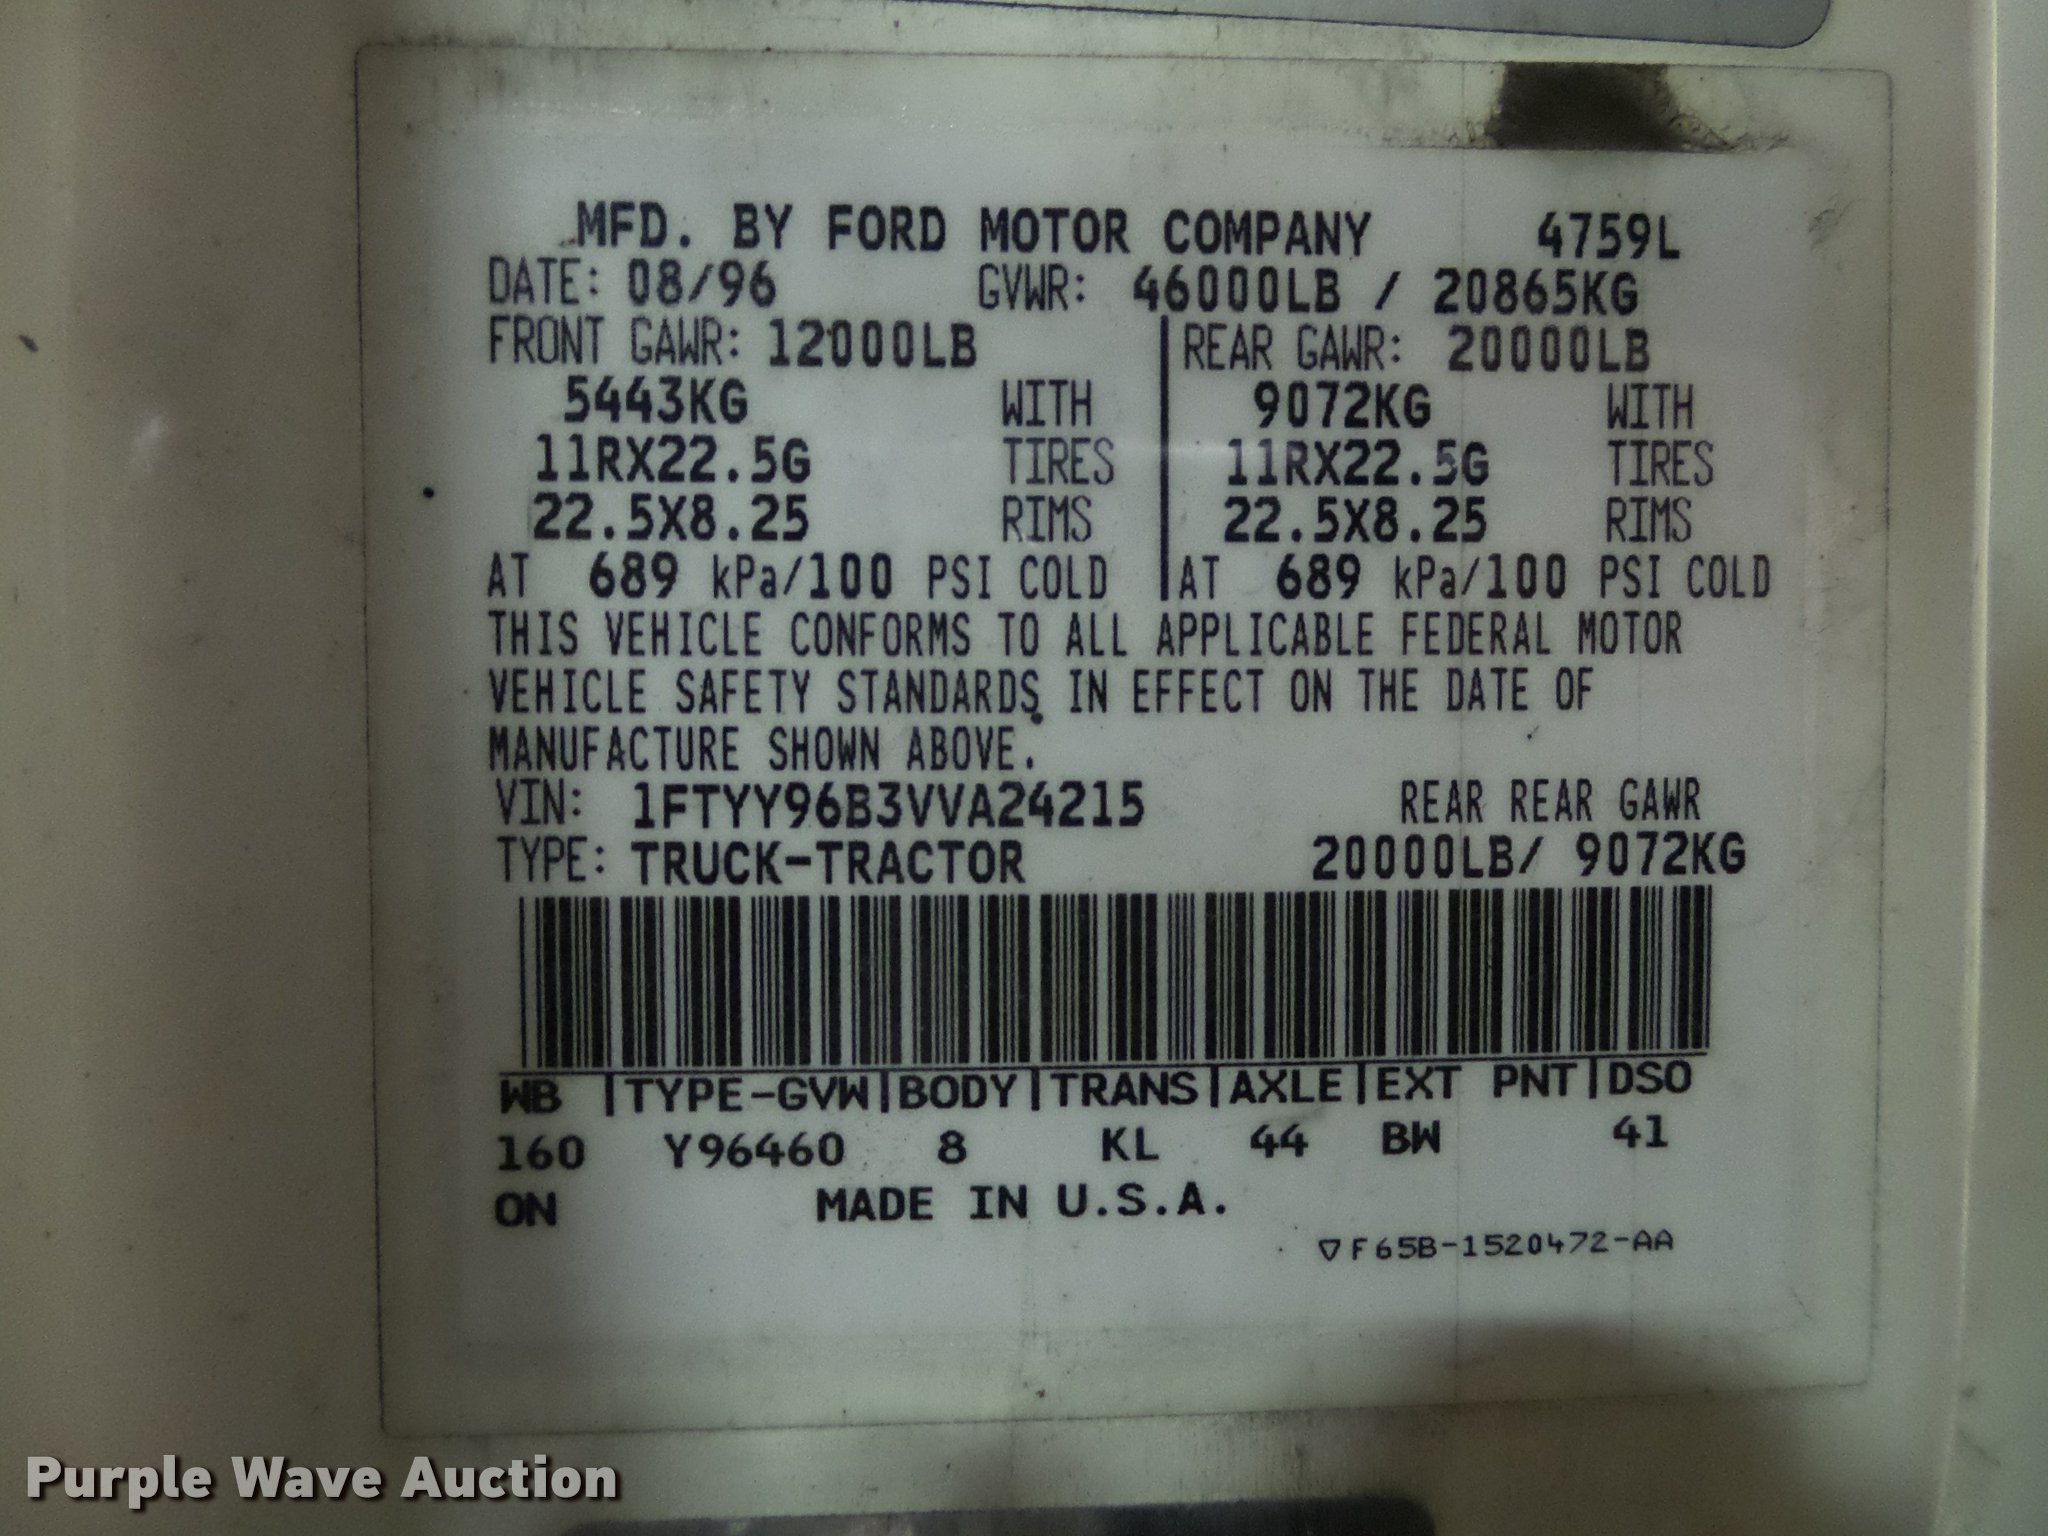 MFD. BY FORD MOTOR COMPANY 4759L
DATE: 08/96 GVWR: 46000LB / 20865KG
FRONT GAWR: 12000LB REAR GAWR: 20000LB
5443KG WITH 9072KG WITH
11RX22.5G TIRES 11RX22.5G TIRES
22.5X8.25 RIMS 22.5X8.25 RIMS
AT 689 kPa/100 PSI COLD AT 689 kPa/100 PSI COLD
THIS VEHICLE CONFORMS TO ALL APPLICABLE FEDERAL MOTOR
VEHICLE SAFETY STANDARDS IN EFFECT ON THE DATE OF
MANUFACTURE SHOWN ABOVE.
VIN: 1FTYY96B3VVA24215 REAR REAR GAWR
TYPE: TRUCK-TRACTOR 20000LB/ 9072KG
WB |TYPE-GVW|BODY|TRANS|AXLE|EXT PNT|DSO
160 Y96460 8 KL 44 BW 41
ON MADE IN U.S.A.
▽F65B-1520472-AA
Purple Wave Auction